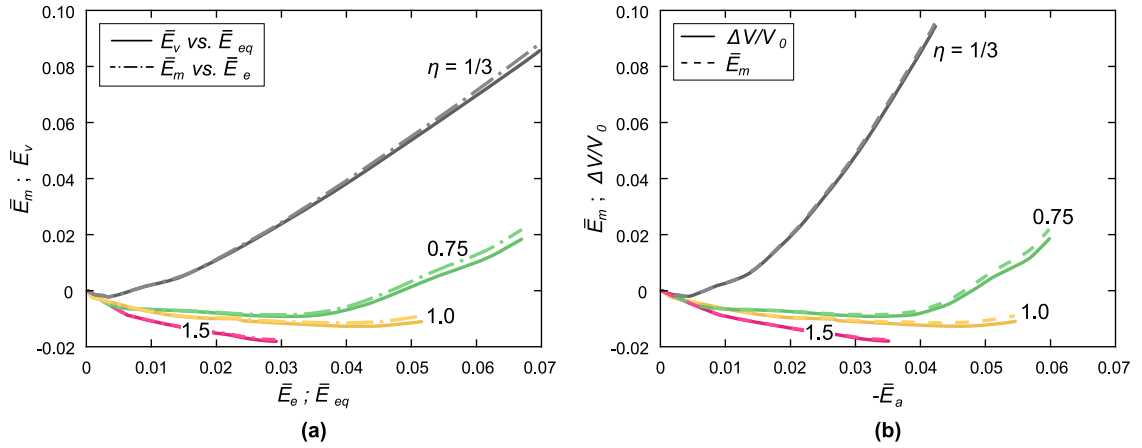 Ē_v vs. Ē_eq
Ē_m vs. Ē_e
η = 1/3
0.75
1.0
1.5
0.10
0.08
0.06
0.04
0.02
0
-0.02
Ē_m ; Ē_v
0 0.01 0.02 0.03 0.04 0.05 0.06 0.07
Ē_e ; Ē_eq
(a)
ΔV/V_0
Ē_m
η = 1/3
0.75
1.0
1.5
0.10
0.08
0.06
0.04
0.02
0
-0.02
Ē_m ; ΔV/V_0
0 0.01 0.02 0.03 0.04 0.05 0.06 0.07
-Ē_a
(b)